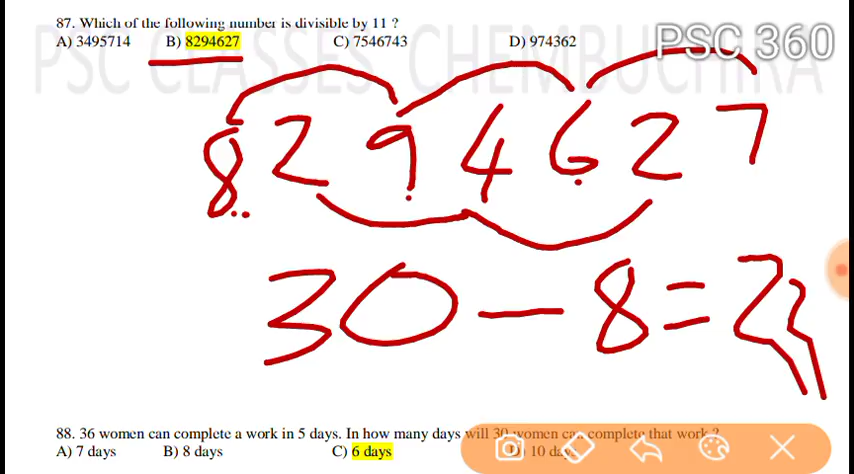 87. Which of the following number is divisible by 11 ?
A) 3495714 B) 8294627 C) 7546743 D) 974362
PSC 360
PSC CLASSES CHEMBUCHIRA
8294627
30 - 8 = 22
88. 36 women can complete a work in 5 days. In how many days will 30 women can complete that work ?
A) 7 days B) 8 days C) 6 days D) 10 days